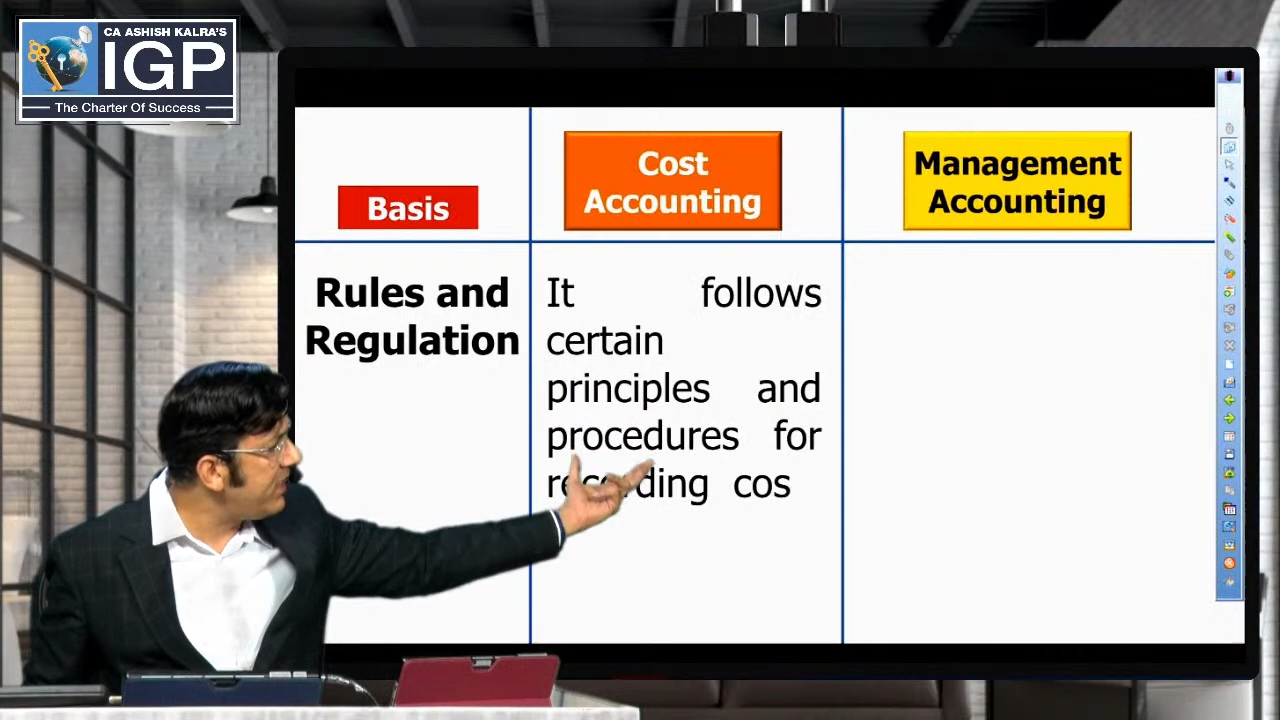 CA ASHISH KALRA'S
IGP
The Charter Of Success
Basis
Cost
Accounting
Management
Accounting
Rules and
Regulation
It follows
certain
principles and
procedures for
recording cos